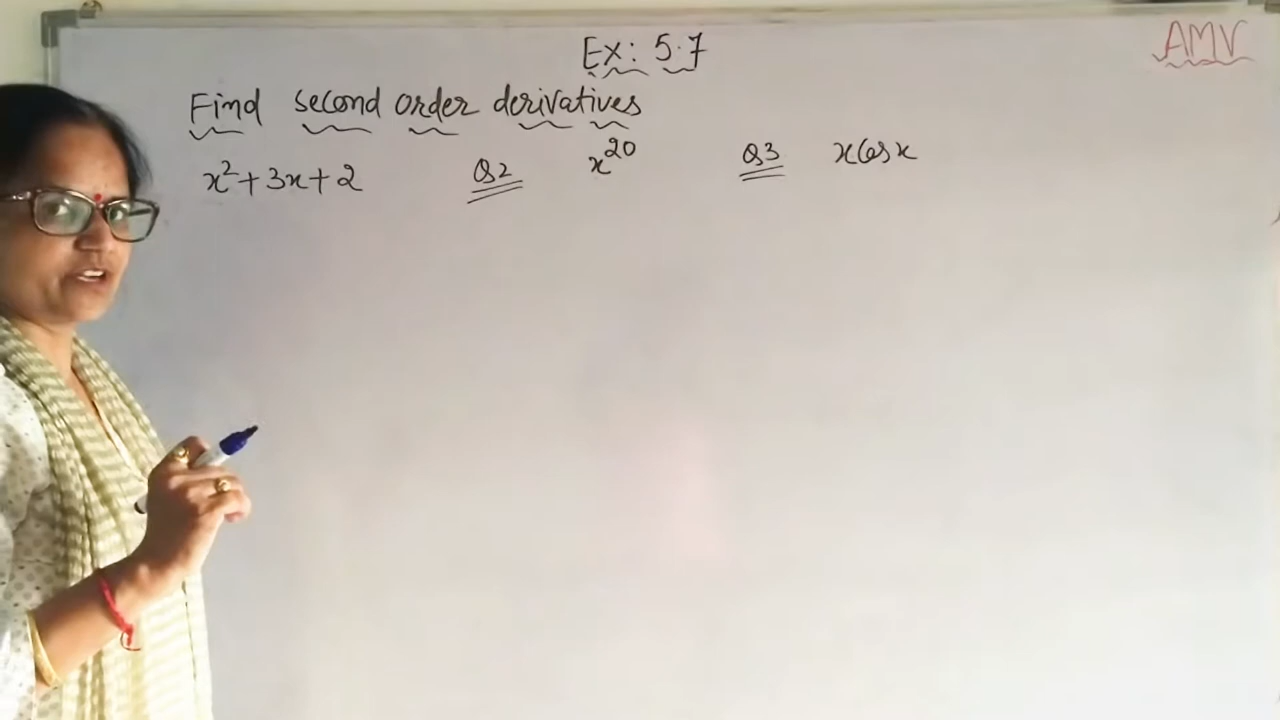 Ex: 5.7
AMV
Find second order derivatives
x²+3x+2 Q2 x²⁰ Q3 x Cos x